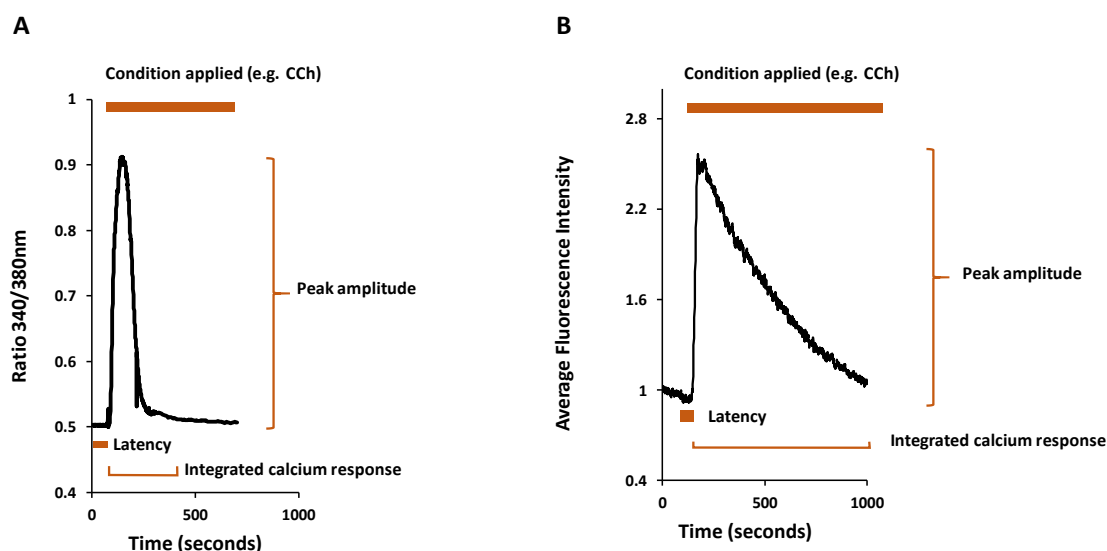 A
Condition applied (e.g. CCh)
1
0.9
0.8
0.7
0.6
0.5
0.4
Ratio 340/380nm
Peak amplitude
Latency
Integrated calcium response
0
500
1000
Time (seconds)
B
Condition applied (e.g. CCh)
2.8
2.2
1.6
1
0.4
Average Fluorescence Intensity
Peak amplitude
Latency
Integrated calcium response
0
500
1000
Time (seconds)